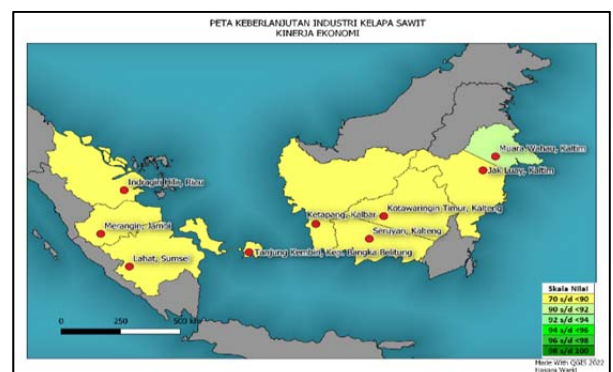 PETA KEBERLANJUTAN INDUSTRI KELAPA SAWIT
KINERJA EKONOMI
Muara Wahau, Kaltim
Jak Luay, Kaltim
Indragiri Hilir, Riau
Kotawaringin Timur, Kalteng
Ketapang, Kalbar
Merangin, Jambi
Seruyan, Kalteng
Tanjung Kembiri, Kep. Bangka Belitung
Lahat, Sumsel
Skala Nilai
70 s/d <90
90 s/d <92
92 s/d <94
94 s/d <96
96 s/d <98
98 s/d 100
0 250 500 km
Made With QGIS 2022